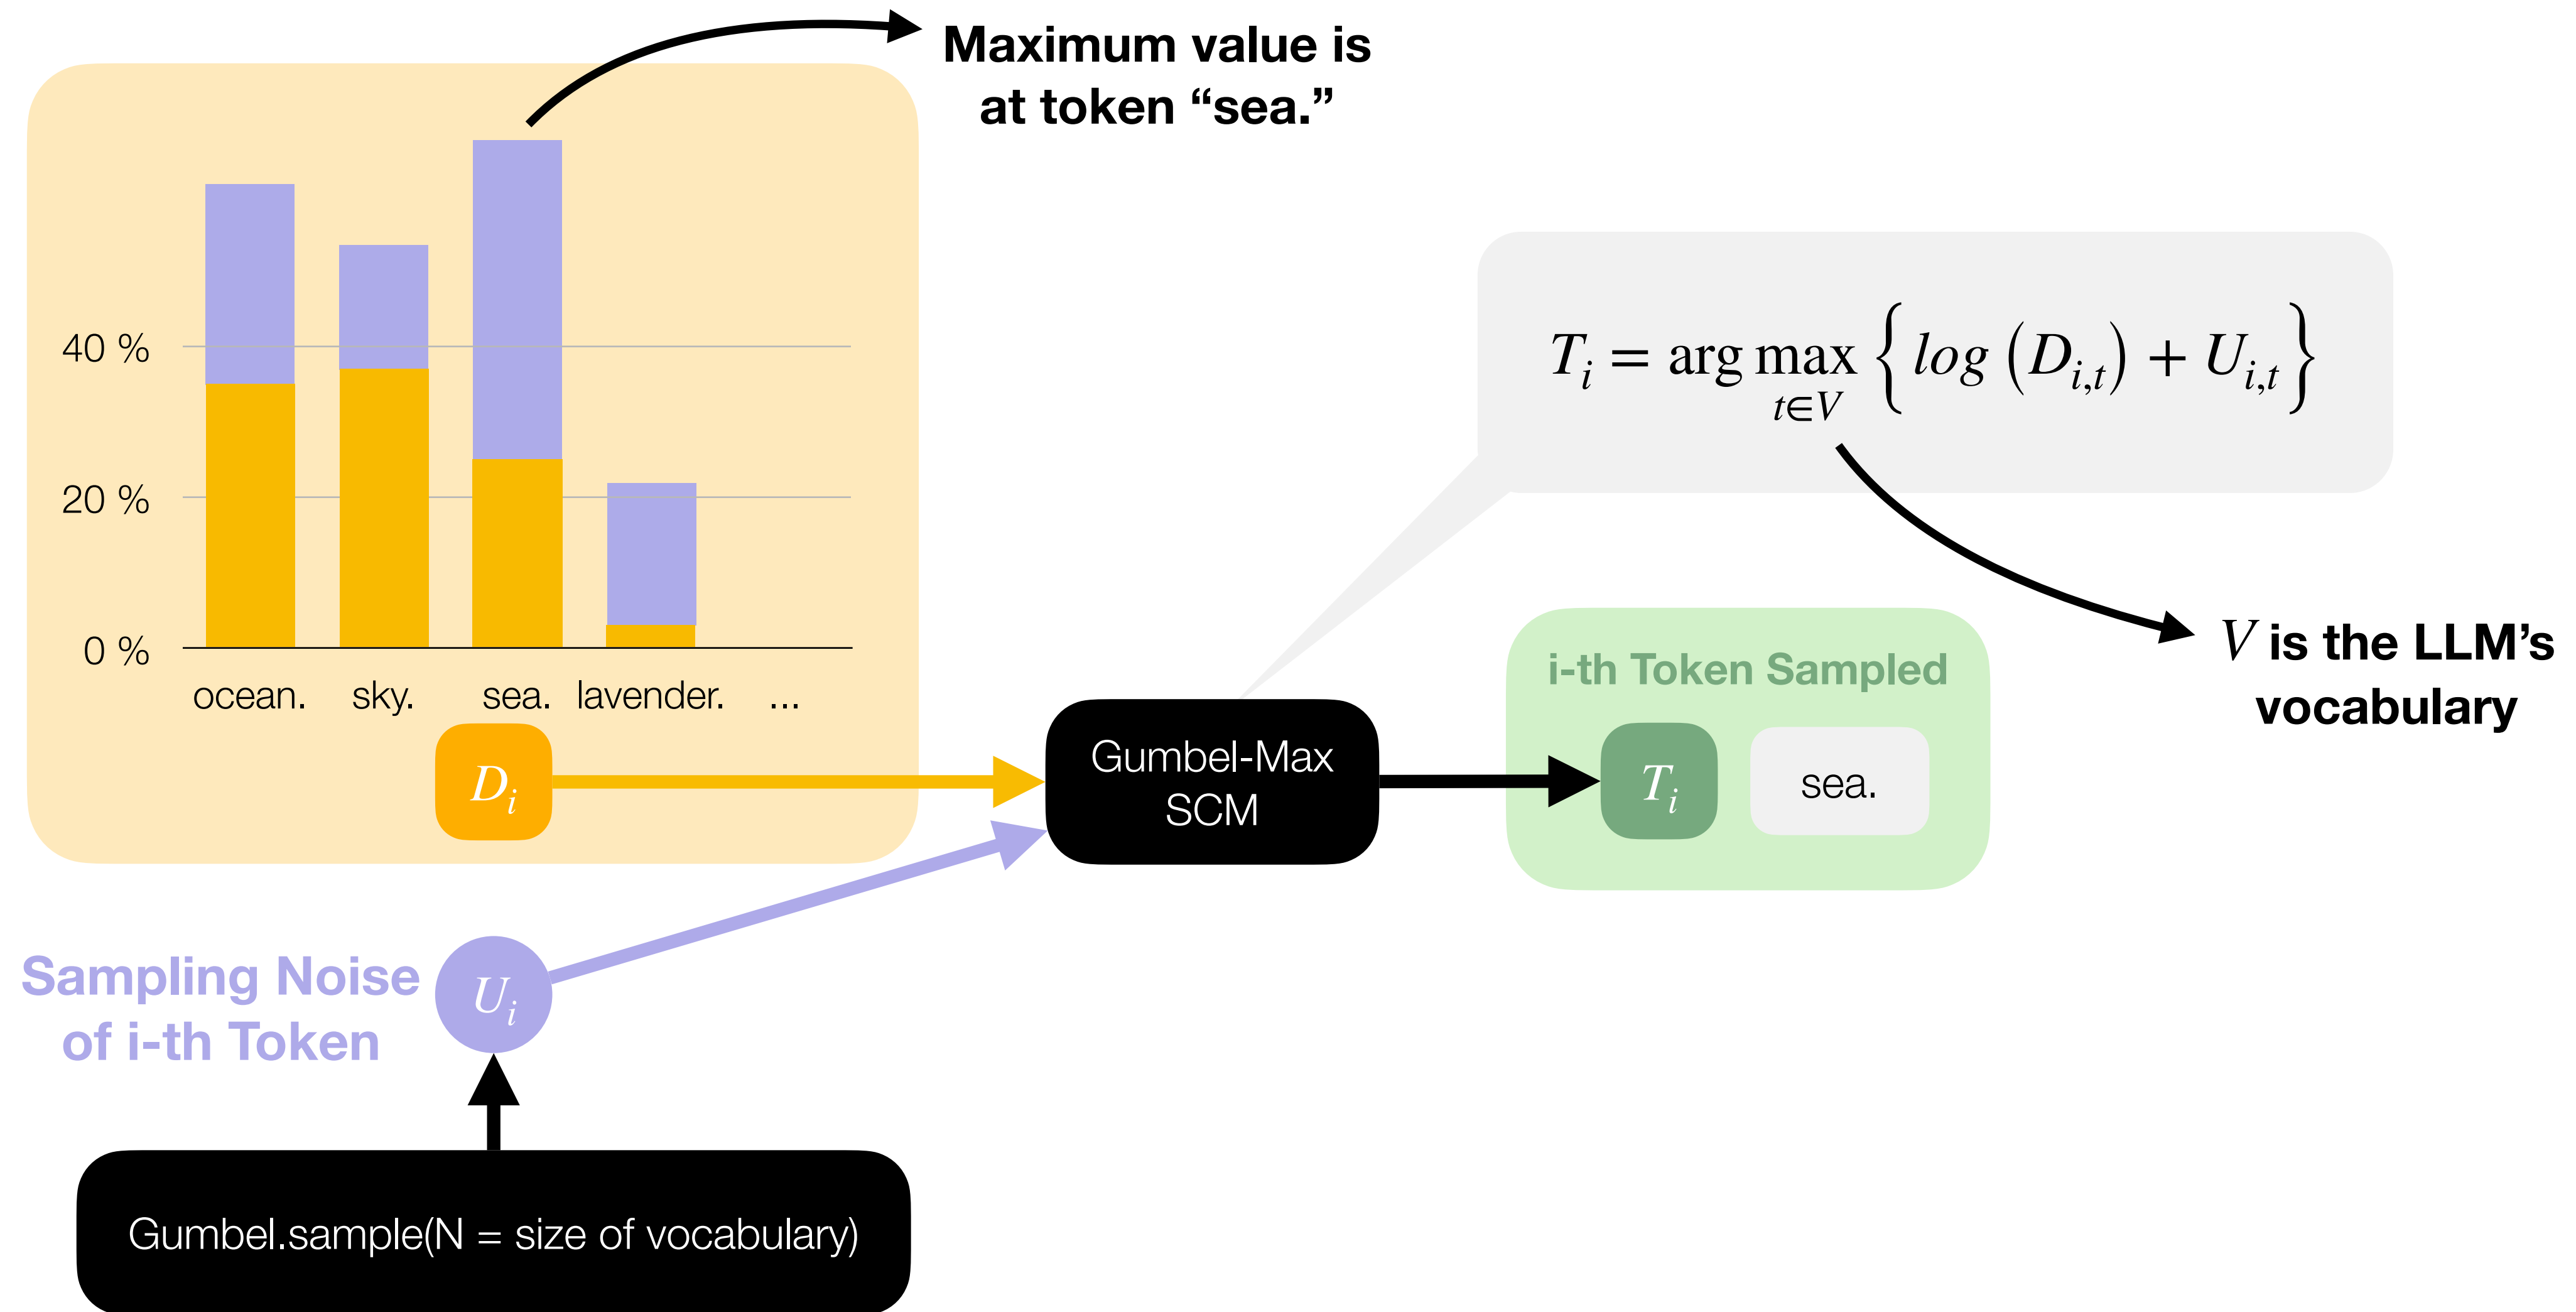 Maximum value is
at token “sea.”
40 %
20 %
0 %
ocean. sky. sea. lavender. ...
D_i
T_i = arg max_{t∈V} { log (D_{i,t}) + U_{i,t} }
V is the LLM’s
vocabulary
Gumbel-Max
SCM
i-th Token Sampled
T_i sea.
Sampling Noise
of i-th Token
U_i
Gumbel.sample(N = size of vocabulary)